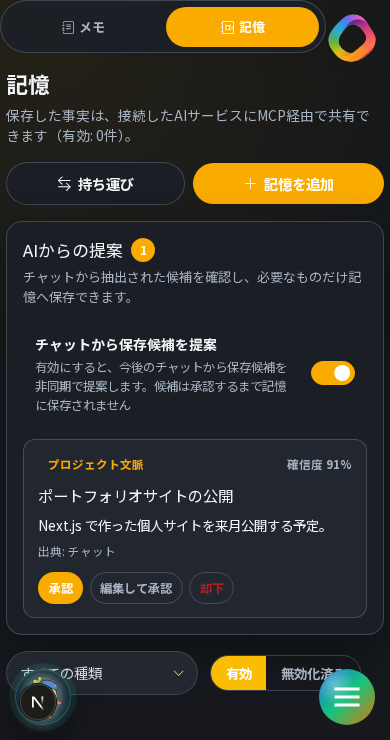 メモ
記憶
記憶
保存した事実は、接続したAIサービスにMCP経由で共有で
きます（有効: 0件）。
持ち運び
記憶を追加
AIからの提案 1
チャットから抽出された候補を確認し、必要なものだけ記
憶へ保存できます。
チャットから保存候補を提案
有効にすると、今後のチャットから保存候補を
非同期で提案します。候補は承認するまで記憶
に保存されません
プロジェクト文脈
確信度 91%
ポートフォリオサイトの公開
Next.js で作った個人サイトを来月公開する予定。
出典: チャット
承認
編集して承認
却下
の種類
有効
無効化済
N